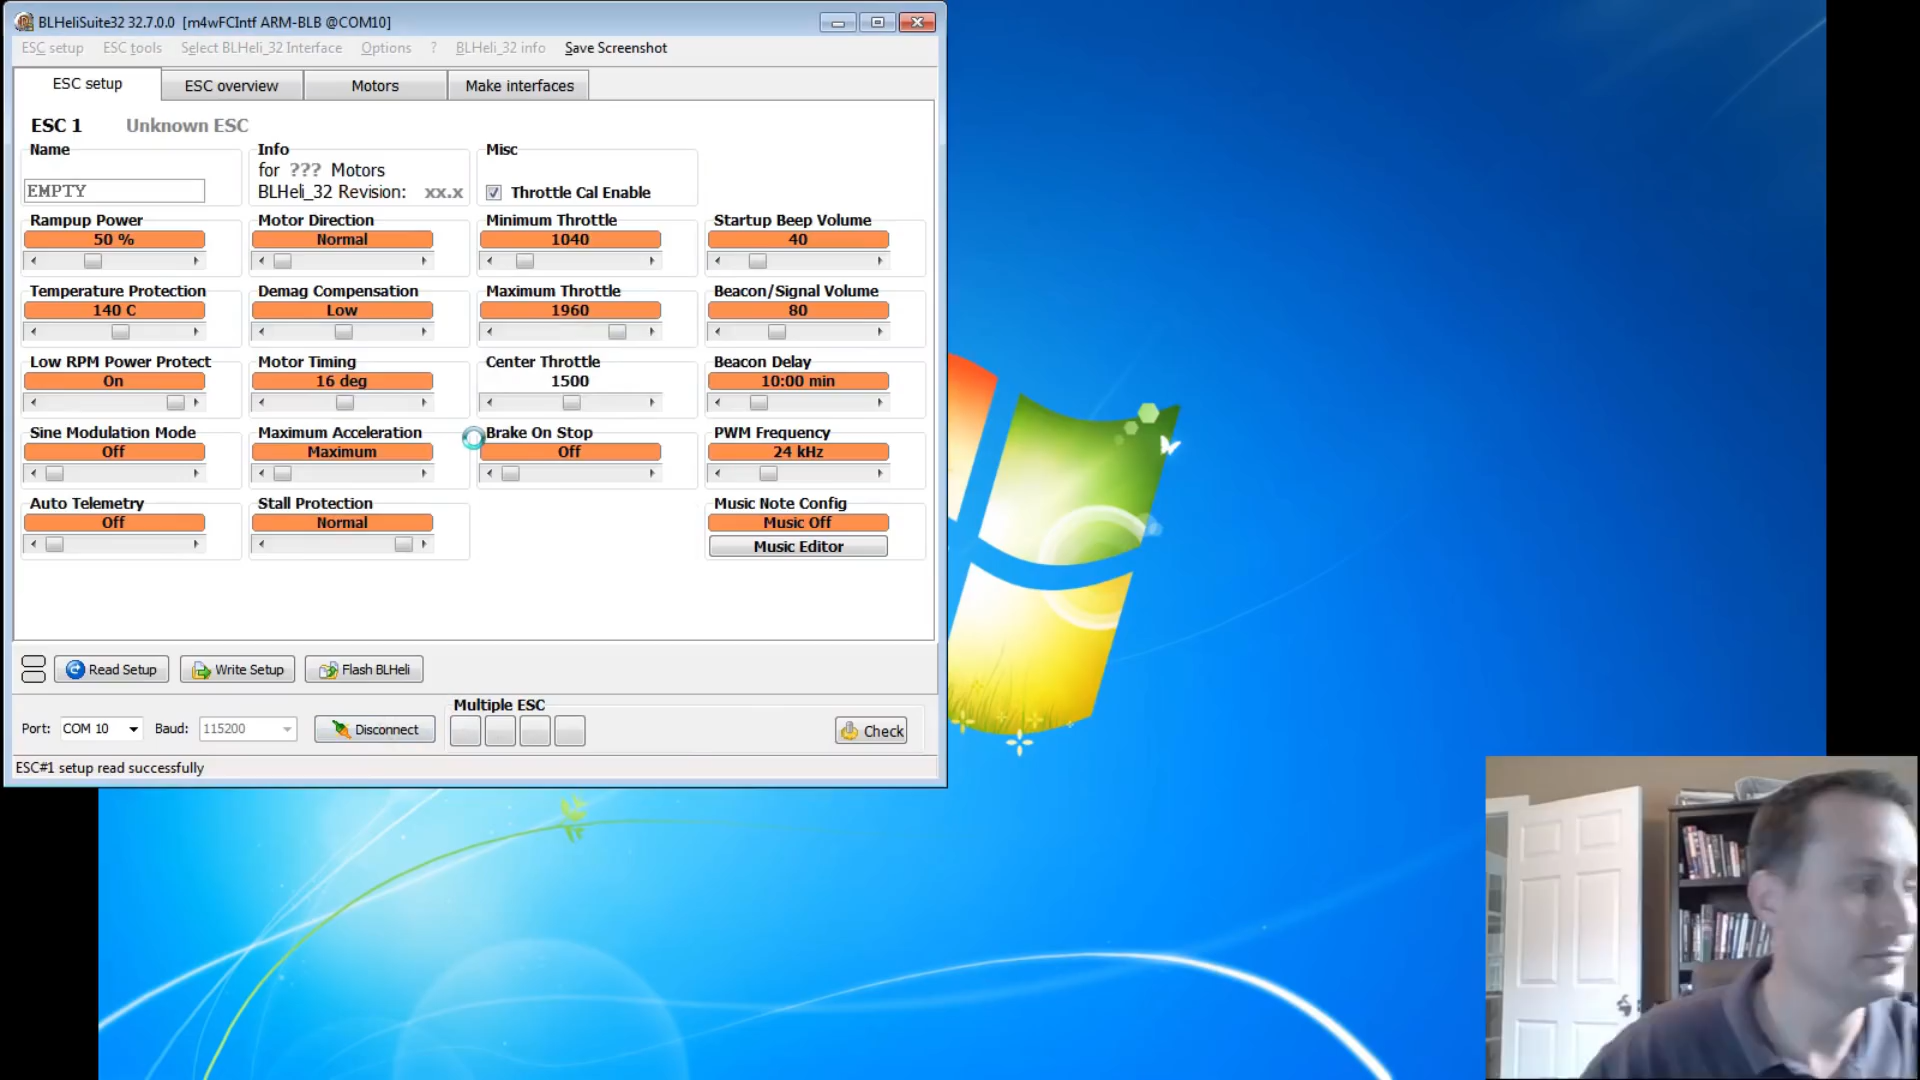 BLHeliSuite32 32.7.0.0 [m4wFCIntf ARM-BLB @COM10]
ESC setup ESC tools Select BLHeli_32 Interface Options ? BLHeli_32 info Save Screenshot
ESC setup ESC overview Motors Make interfaces
ESC 1 Unknown ESC
Name Info Misc
for ??? Motors
EMPTY BLHeli_32 Revision: xx.x Throttle Cal Enable
Rampup Power Motor Direction Minimum Throttle Startup Beep Volume
50 % Normal 1040 40
Temperature Protection Demag Compensation Maximum Throttle Beacon/Signal Volume
140 C Low 1960 80
Low RPM Power Protect Motor Timing Center Throttle Beacon Delay
On 16 deg 1500 10:00 min
Sine Modulation Mode Maximum Acceleration Brake On Stop PWM Frequency
Off Maximum Off 24 kHz
Auto Telemetry Stall Protection Music Note Config
Off Normal Music Off
Music Editor
Read Setup Write Setup Flash BLHeli
Multiple ESC
Port: COM 10 Baud: 115200 Disconnect Check
ESC#1 setup read successfully